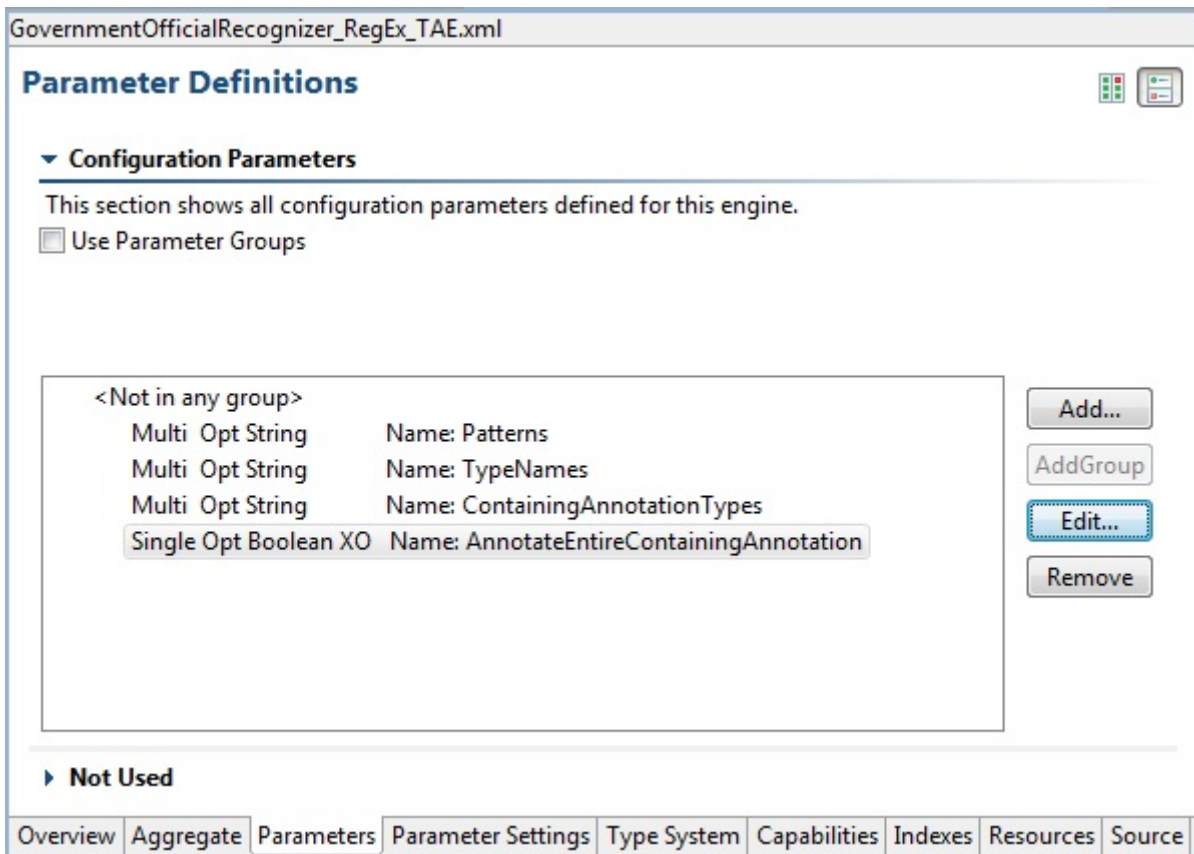 GovernmentOfficialRecognizer_RegEx_TAE.xml
Parameter Definitions
Configuration Parameters
This section shows all configuration parameters defined for this engine.
Use Parameter Groups
<Not in any group>
Multi Opt String Name: Patterns
Multi Opt String Name: TypeNames
Multi Opt String Name: ContainingAnnotationTypes
Single Opt Boolean XO Name: AnnotateEntireContainingAnnotation
Add...
AddGroup
Edit...
Remove
Not Used
Overview Aggregate Parameters Parameter Settings Type System Capabilities Indexes Resources Source